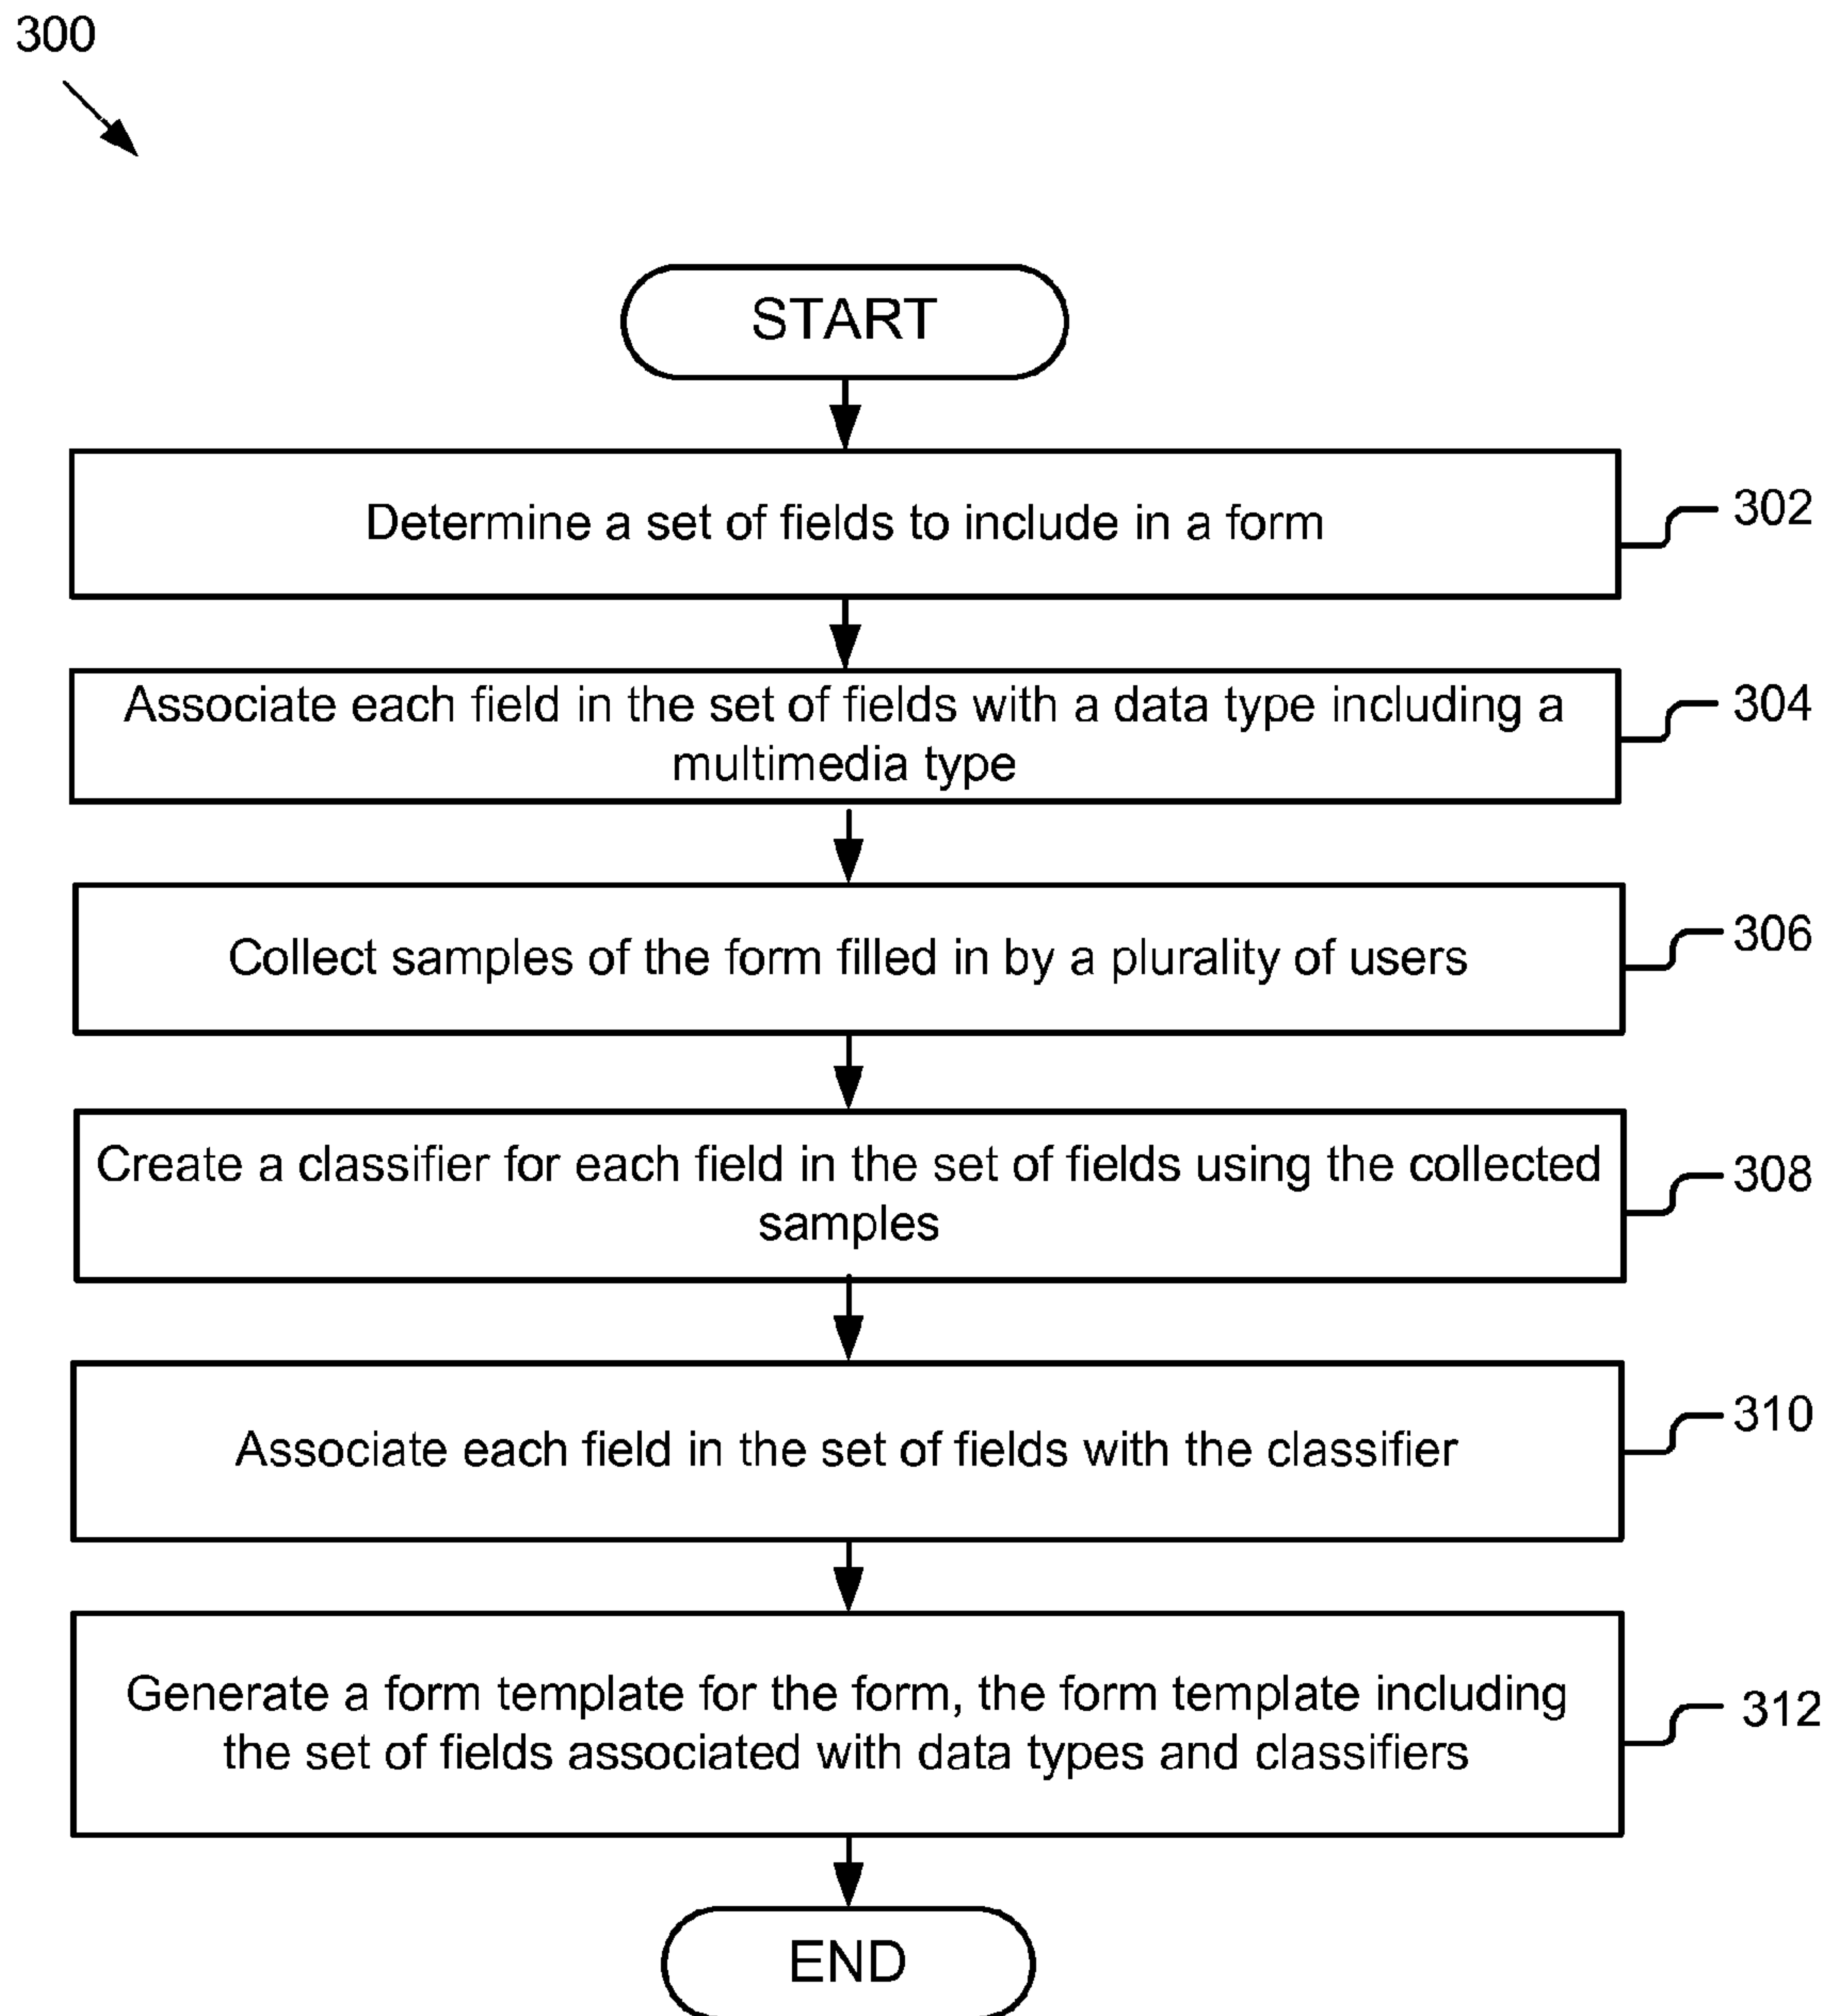 300
START
Determine a set of fields to include in a form
302
Associate each field in the set of fields with a data type including a
multimedia type
304
Collect samples of the form filled in by a plurality of users
306
Create a classifier for each field in the set of fields using the collected
samples
308
Associate each field in the set of fields with the classifier
310
Generate a form template for the form, the form template including
the set of fields associated with data types and classifiers
312
END